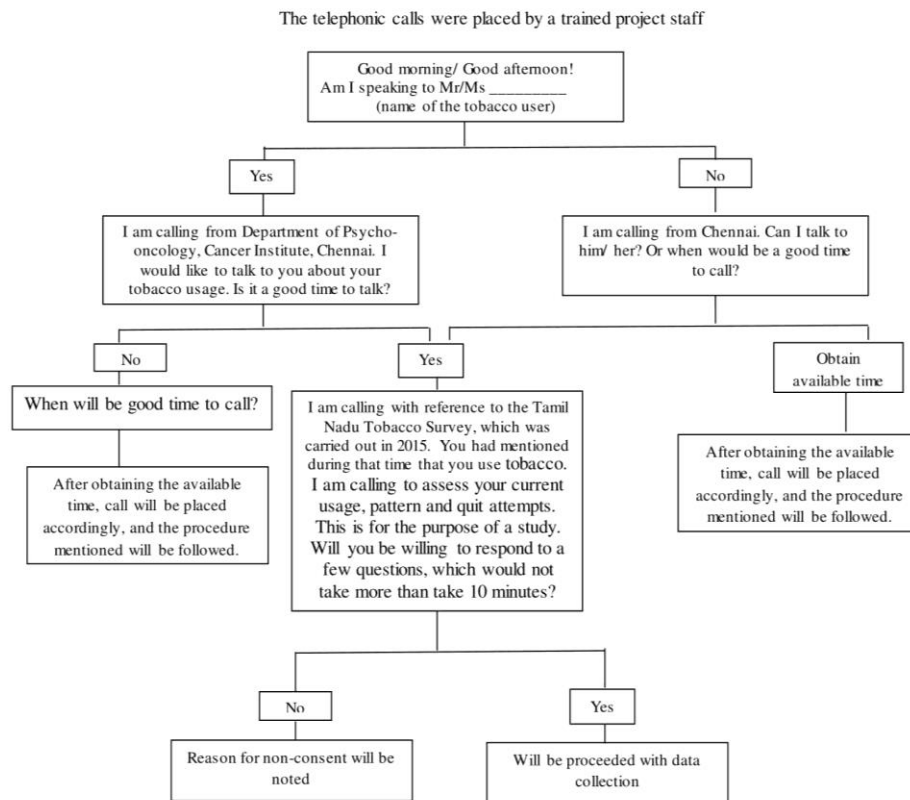 The telephonic calls were placed by a trained project staff
Good morning/ Good afternoon!
Am I speaking to Mr/Ms _________
(name of the tobacco user)
Yes
No
I am calling from Department of Psycho-
oncology, Cancer Institute, Chennai. I
would like to talk to you about your
tobacco usage. Is it a good time to talk?
I am calling from Chennai. Can I talk to
him/ her? Or when would be a good time
to call?
No
Yes
Obtain
available time
When will be good time to call?
I am calling with reference to the Tamil
Nadu Tobacco Survey, which was
carried out in 2015. You had mentioned
during that time that you use tobacco.
I am calling to assess your current
usage, pattern and quit attempts.
This is for the purpose of a study.
Will you be willing to respond to a
few questions, which would not
take more than take 10 minutes?
After obtaining the available
time, call will be placed
accordingly, and the procedure
mentioned will be followed.
After obtaining the available
time, call will be placed
accordingly, and the procedure
mentioned will be followed.
No
Yes
Reason for non-consent will be
noted
Will be proceeded with data
collection